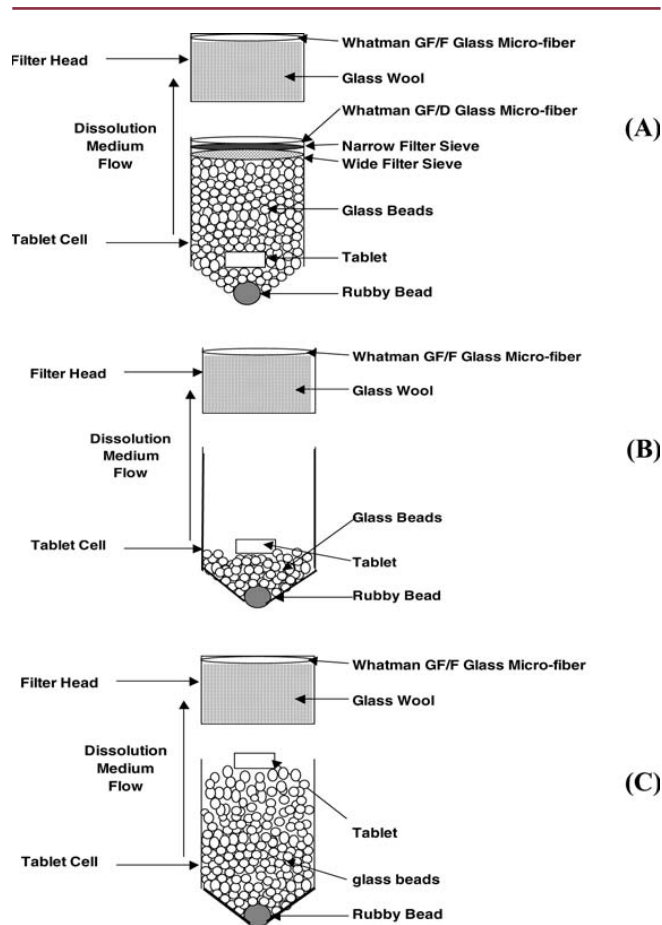 Whatman GF/F Glass Micro-fiber
Filter Head
Glass Wool
Whatman GF/D Glass Micro-fiber
(A)
Dissolution
Medium
Flow
Narrow Filter Sieve
Wide Filter Sieve
Glass Beads
Tablet Cell
Tablet
Rubby Bead
Whatman GF/F Glass Micro-fiber
Filter Head
Glass Wool
Dissolution
Medium
Flow
(B)
Glass Beads
Tablet Cell
Tablet
Rubby Bead
Whatman GF/F Glass Micro-fiber
Filter Head
Glass Wool
Dissolution
Medium
Flow
(C)
Tablet
Tablet Cell
glass beads
Rubby Bead